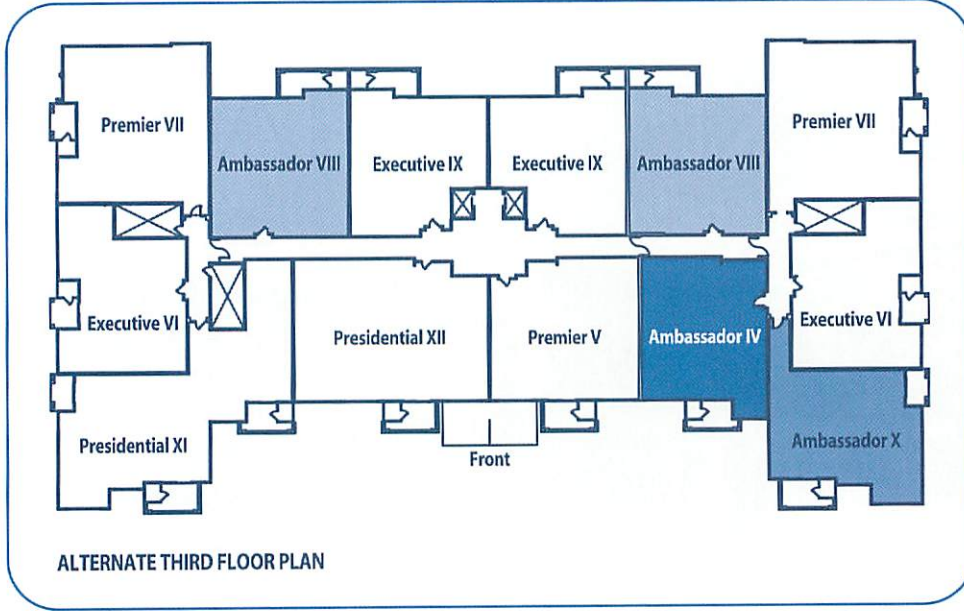 Premier VII
Ambassador VIII
Executive IX
Executive IX
Ambassador VIII
Premier VII
Executive VI
Presidential XII
Premier V
Ambassador IV
Executive VI
Presidential XI
Front
Ambassador X
ALTERNATE THIRD FLOOR PLAN